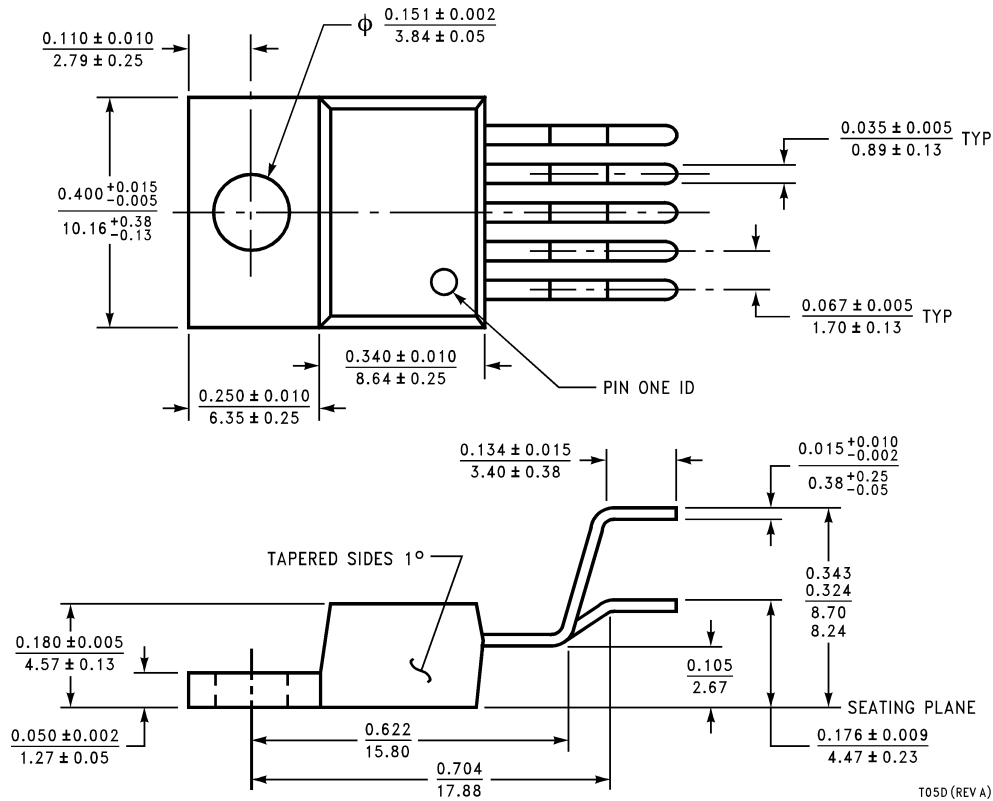 ϕ 0.151 ± 0.002
3.84 ± 0.05
0.110 ± 0.010
2.79 ± 0.25
0.035 ± 0.005 TYP
0.89 ± 0.13
0.400 +0.015 -0.005
10.16 +0.38 -0.13
0.067 ± 0.005 TYP
1.70 ± 0.13
0.340 ± 0.010
8.64 ± 0.25
PIN ONE ID
0.250 ± 0.010
6.35 ± 0.25
0.134 ± 0.015
3.40 ± 0.38
0.015 +0.010 -0.002
0.38 +0.25 -0.05
TAPERED SIDES 1°
0.343
0.324
8.70
8.24
0.180 ± 0.005
4.57 ± 0.13
0.105
2.67
SEATING PLANE
0.050 ± 0.002
1.27 ± 0.05
0.622
15.80
0.176 ± 0.009
4.47 ± 0.23
0.704
17.88
T05D (REV A)